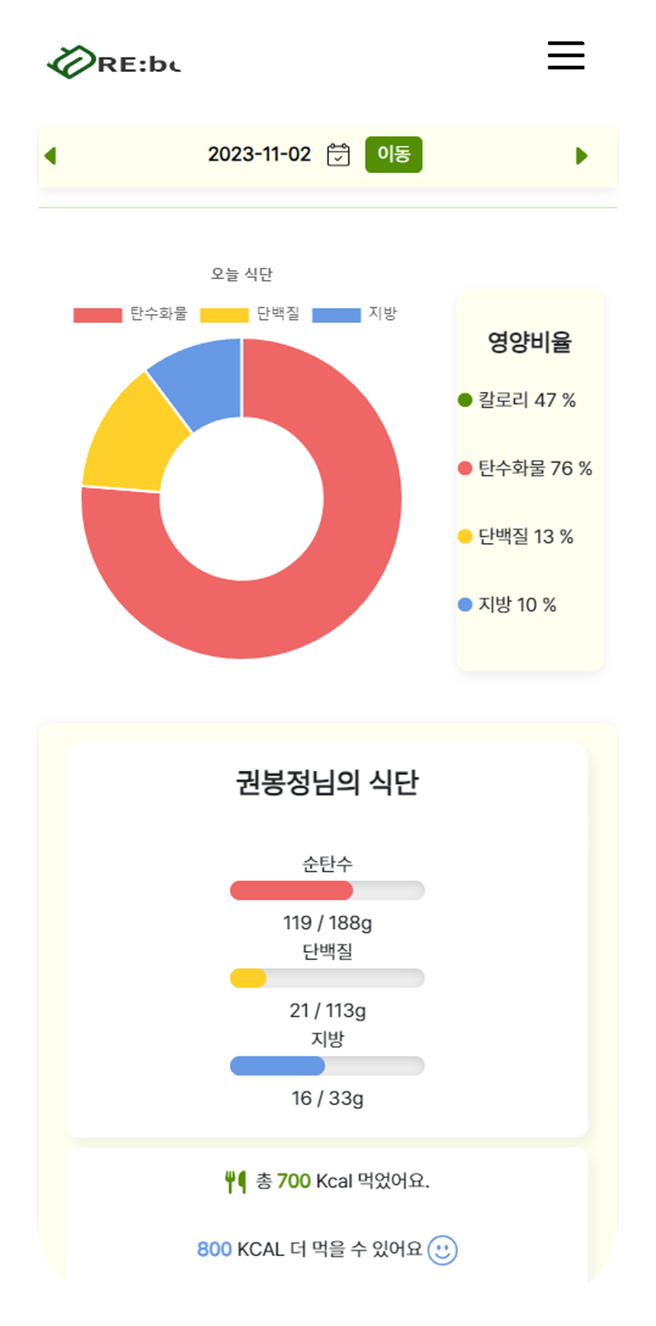 RE:b
2023-11-02 이동
오늘 식단
탄수화물 단백질 지방
영양비율
칼로리 47 %
탄수화물 76 %
단백질 13 %
지방 10 %
권봉정님의 식단
순탄수
119 / 188g
단백질
21 / 113g
지방
16 / 33g
총 700 Kcal 먹었어요.
800 KCAL 더 먹을 수 있어요